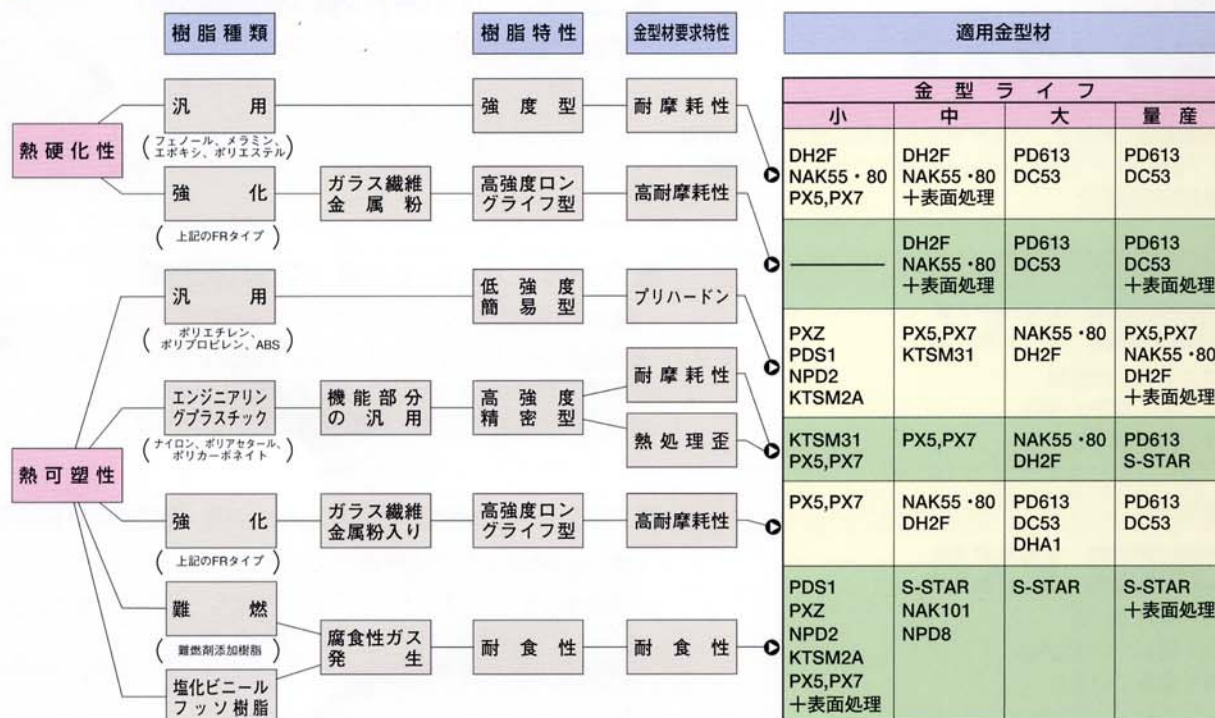 樹脂種類
樹脂特性
金型材要求特性
適用金型材
金型ライフ
小 中 大 量産
熱硬化性
汎用
(フェノール、メラミン、
エポキシ、ポリエステル)
強度型
耐摩耗性
DH2F
NAK55・80
PX5,PX7
DH2F
NAK55・80
十表面処理
PD613
DC53
PD613
DC53
強化
(上記のFRタイプ)
ガラス繊維
金属粉
高強度ロン
グライフ型
高耐摩耗性
DH2F
NAK55・80
十表面処理
PD613
DC53
PD613
DC53
十表面処理
熱可塑性
汎用
(ポリエチレン、
ポリプロピレン、ABS)
低強度
簡易型
プリハードン
PXZ
PDS1
NPD2
KTSM2A
PX5,PX7
KTSM31
NAK55・80
DH2F
PX5,PX7
NAK55・80
DH2F
十表面処理
エンジニアリン
グプラスチック
(ナイロン、ポリアセタール、
ポリカーボネイト)
機能部分
の汎用
高強度
精密型
耐摩耗性
熱処理歪
KTSM31
PX5,PX7
PX5,PX7
NAK55・80
DH2F
PD613
S-STAR
強化
(上記のFRタイプ)
ガラス繊維
金属粉入り
高強度ロン
グライフ型
高耐摩耗性
PX5,PX7
NAK55・80
DH2F
PD613
DC53
DHA1
PD613
DC53
難燃
(難燃剤添加樹脂)
塩化ビニール
フッソ樹脂
腐食性ガス
発生
耐食性
耐食性
PDS1
PXZ
NPD2
KTSM2A
PX5,PX7
十表面処理
S-STAR
NAK101
NPD8
S-STAR
S-STAR
十表面処理